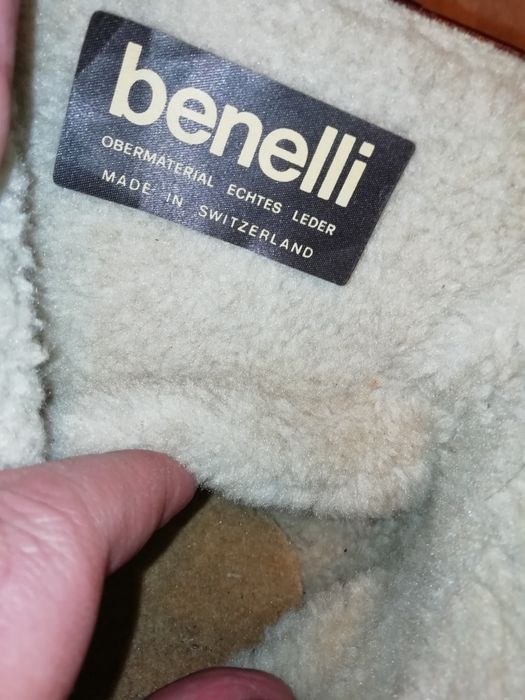 benelli
OBERMATERIAL ECHTES LEDER
MADE IN SWITZERLAND